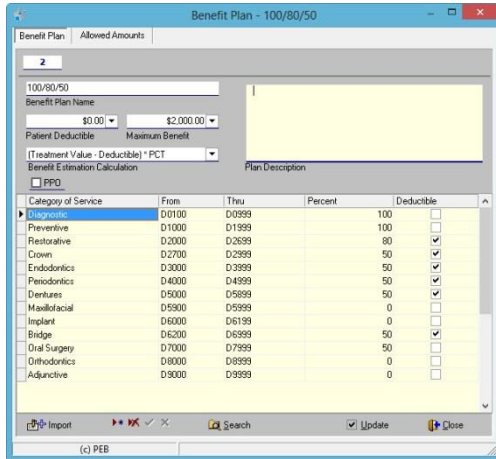 Benefit Plan - 100/80/50
Benefit Plan Allowed Amounts
2
100/80/50
Benefit Plan Name
$0.00 $2,000.00
Patient Deductible Maximum Benefit
(Treatment Value - Deductible) * PCT
Benefit Estimation Calculation Plan Description
PPO
Category of Service From Thru Percent Deductible
Diagnostic D0100 D0999 100
Preventive D1000 D1999 100
Restorative D2000 D2699 80
Crown D2700 D2999 50
Endodontics D3000 D3999 50
Periodontics D4000 D4999 50
Dentures D5000 D5899 50
Maxillofacial D5900 D5999 0
Implant D6000 D6199 0
Bridge D6200 D6999 50
Oral Surgery D7000 D7999 50
Orthodontics D8000 D8999 0
Adjunctive D9000 D9999 0
Import Search Update Close
(c) PEB